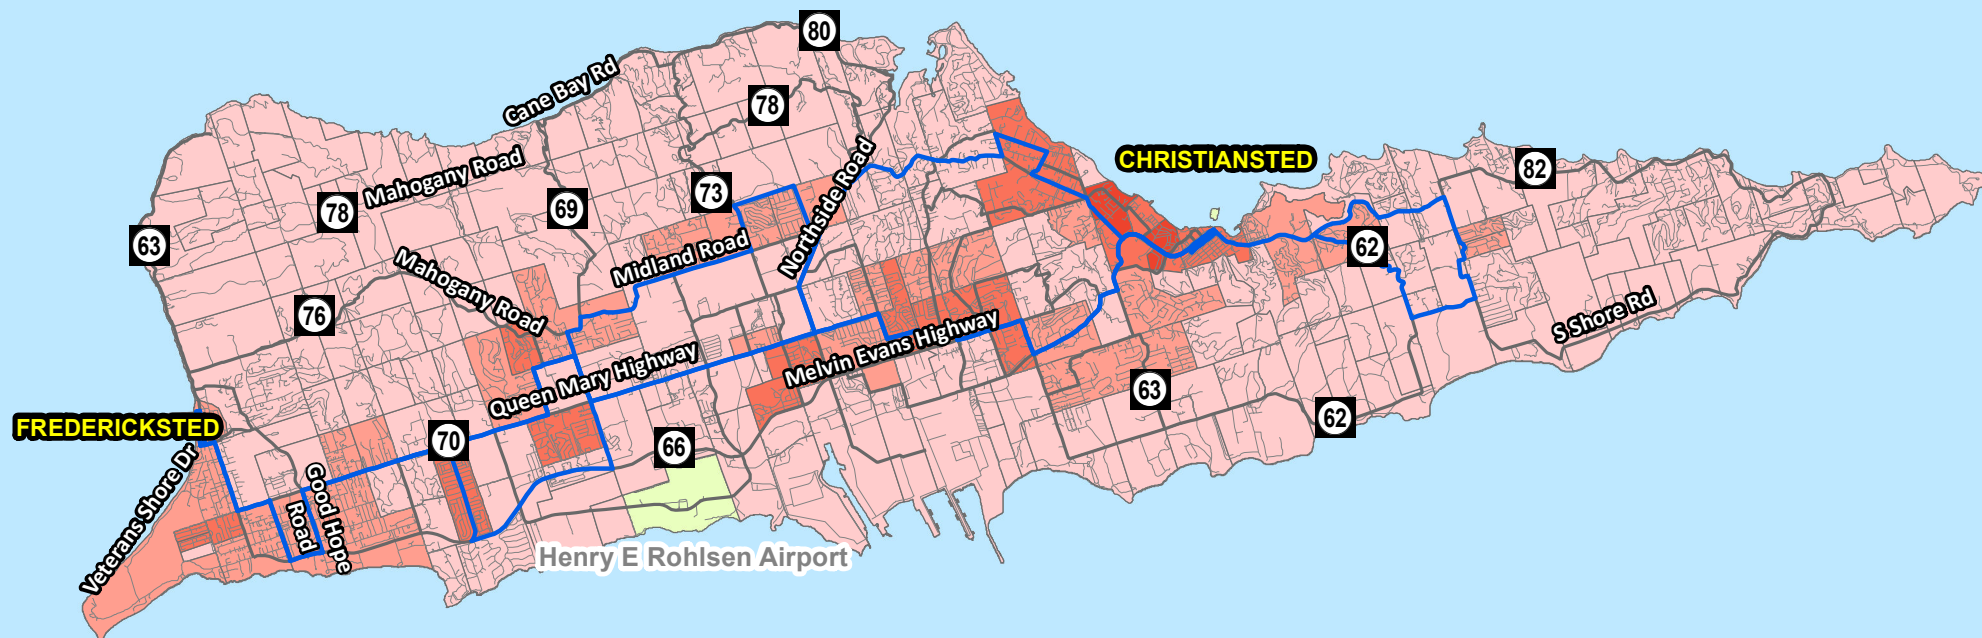 80
Cane Bay Rd
78
Northside Road
CHRISTIANSTED
82
Mahogany Road
78
73
69
63
Midland Road
62
Mahogany Road
76
S Shore Rd
Melvin Evans Highway
Queen Mary Highway
63
62
FREDERICKSTED
70
66
Veterans Shore Dr
Good Hope
Road
Henry E Rohlsen Airport